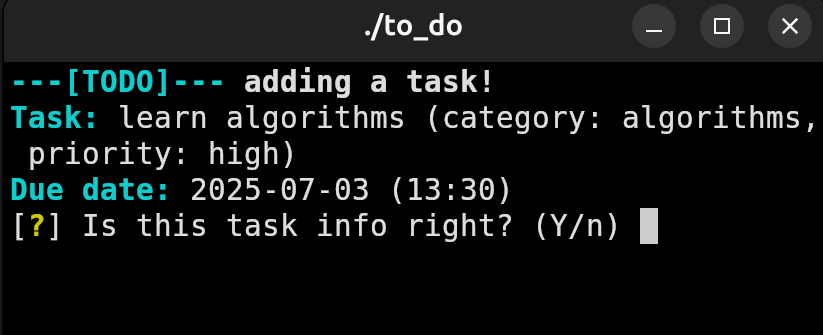 ./to_do
---[TODO]--- adding a task!
Task: learn algorithms (category: algorithms,
priority: high)
Due date: 2025-07-03 (13:30)
[?] Is this task info right? (Y/n)